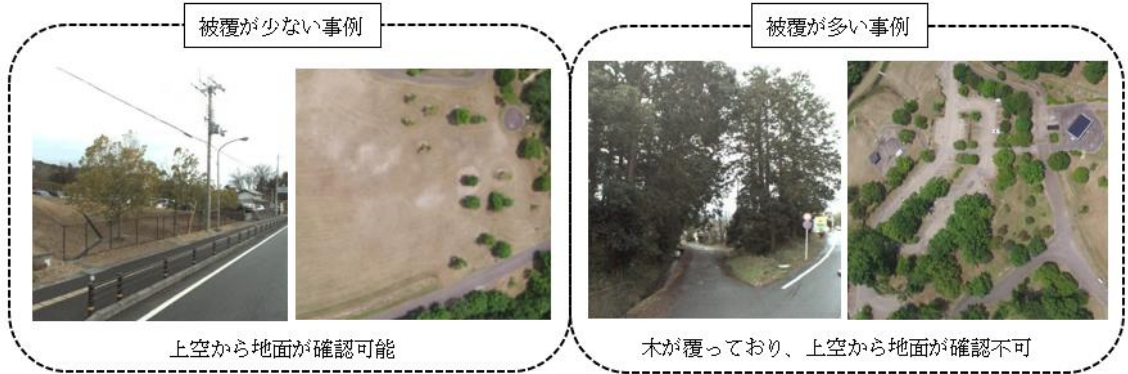 被覆が少ない事例
被覆が多い事例
上空から地面が確認可能
木が覆っており、上空から地面が確認不可